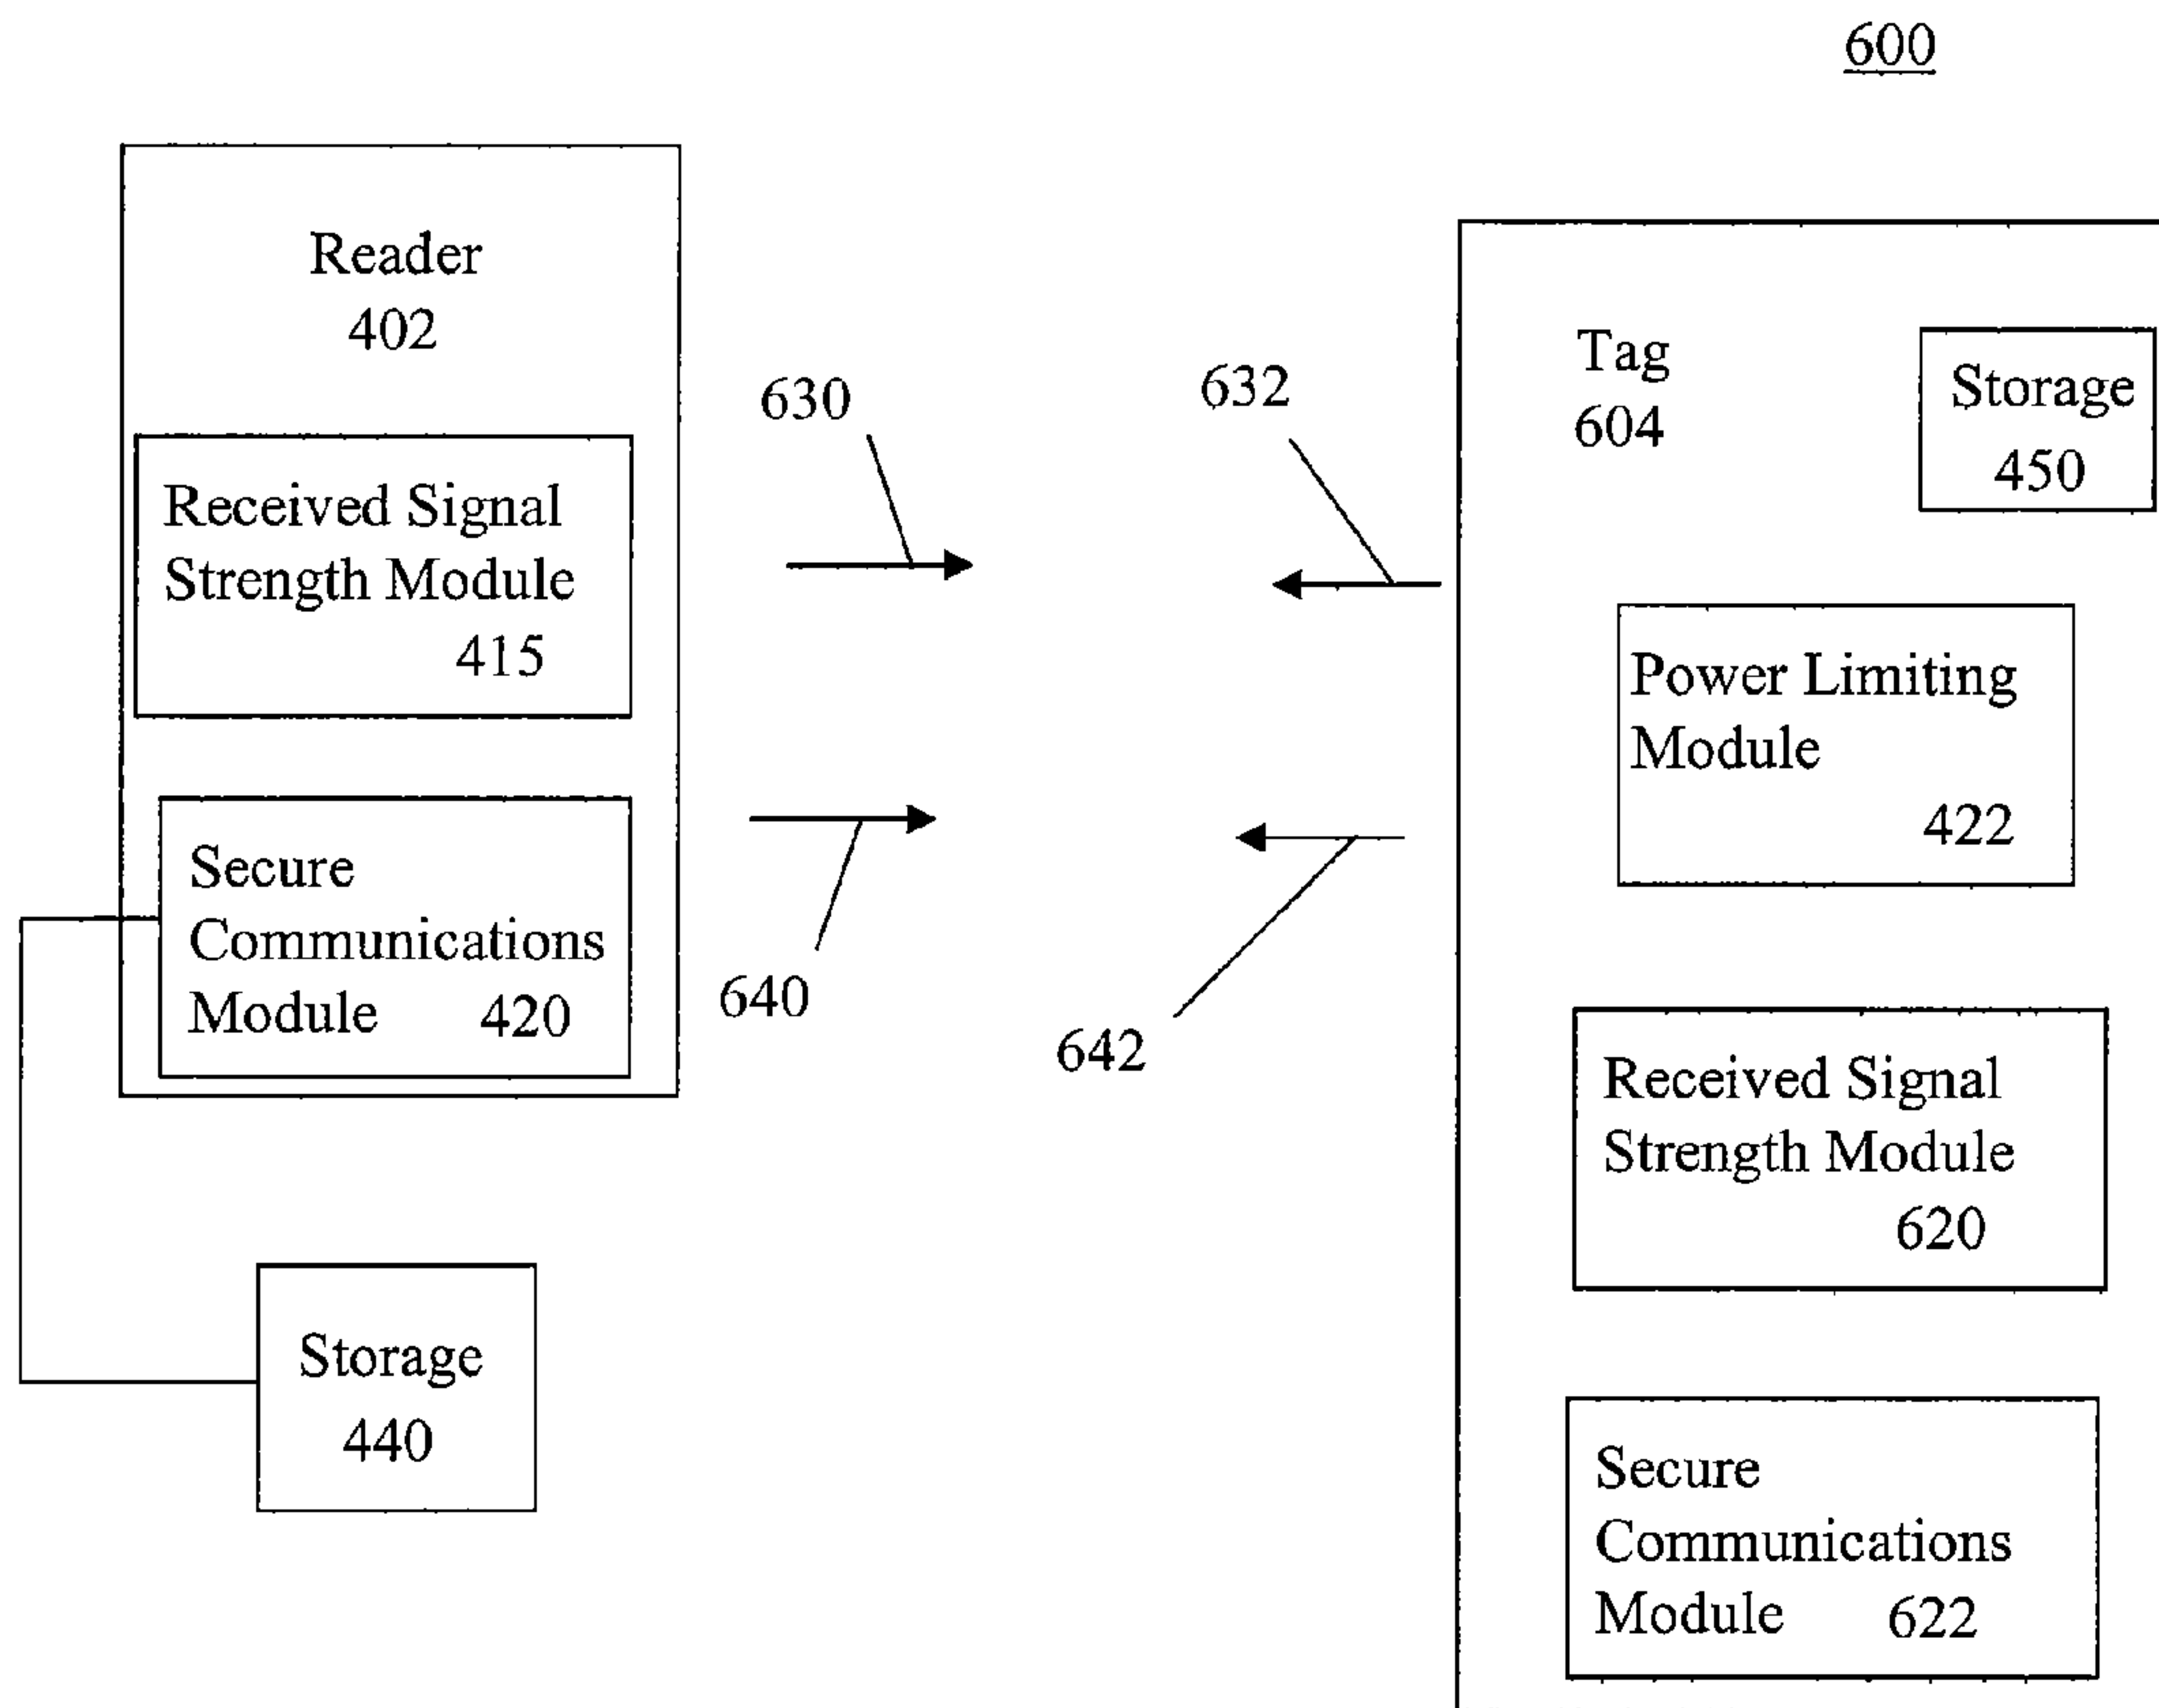 600
Reader
402
Received Signal
Strength Module
415
Secure
Communications
Module 420
Storage
440
630
632
640
642
Tag
604
Storage
450
Power Limiting
Module
422
Received Signal
Strength Module
620
Secure
Communications
Module 622